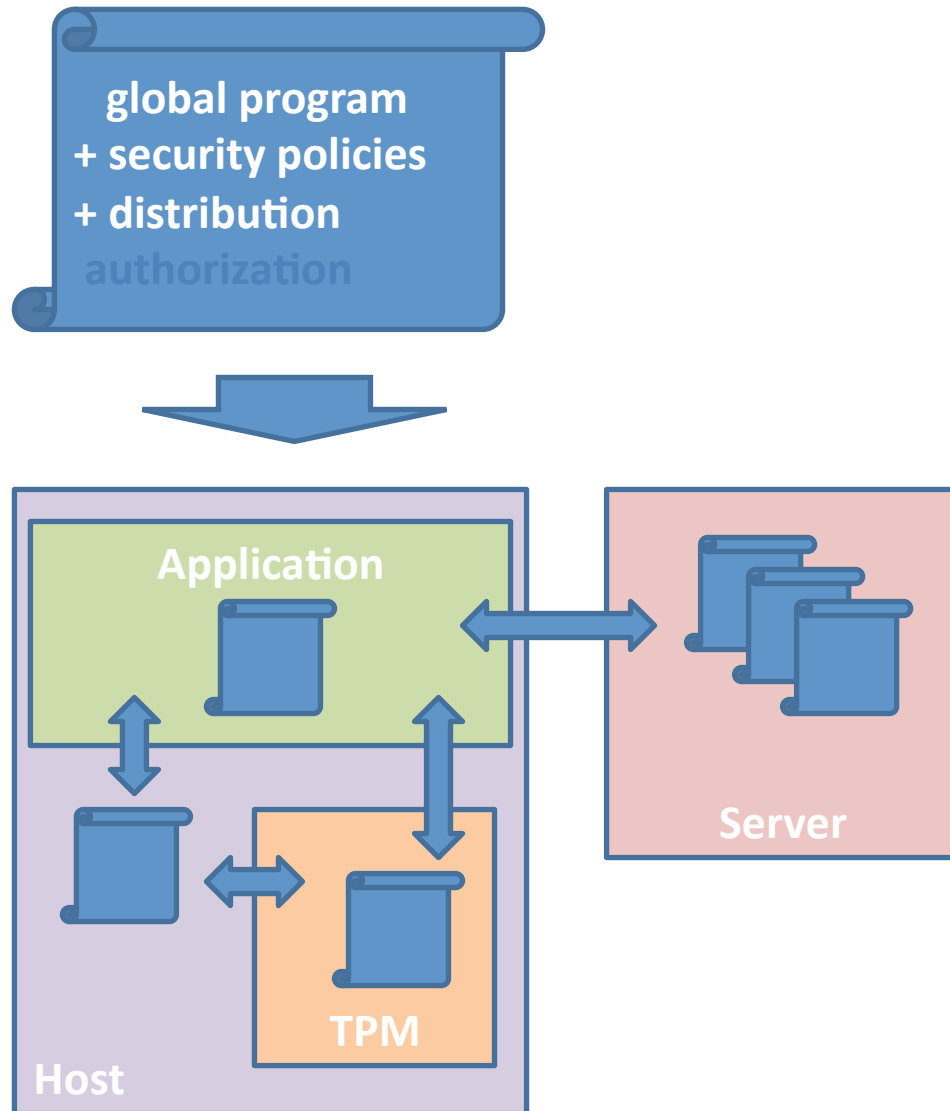 global program
+ security policies
+ distribution
authorization
Application
Server
TPM
Host